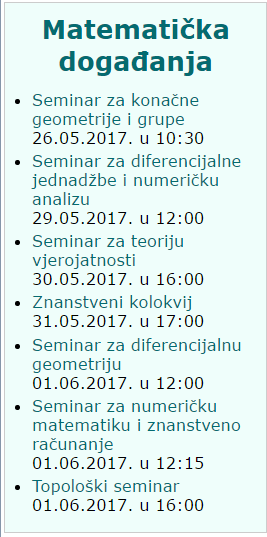 Matematička
događanja
Seminar za konačne
geometrije i grupe
26.05.2017. u 10:30
Seminar za diferencijalne
jednadžbe i numeričku
analizu
29.05.2017. u 12:00
Seminar za teoriju
vjerojatnosti
30.05.2017. u 16:00
Znanstveni kolokvij
31.05.2017. u 17:00
Seminar za diferencijalnu
geometriju
01.06.2017. u 12:00
Seminar za numeričku
matematiku i znanstveno
računanje
01.06.2017. u 12:15
Topološki seminar
01.06.2017. u 16:00